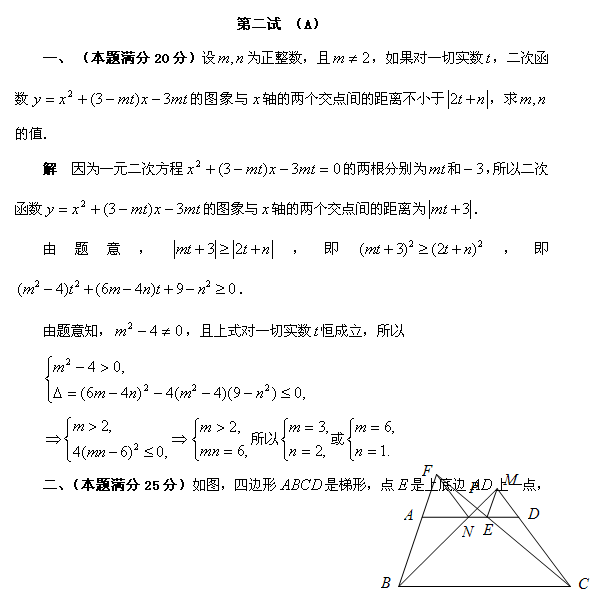 第二试 （A）
一、（本题满分20分）设m,n为正整数，且m≠2，如果对一切实数t，二次函
数y=x²+(3-mt)x-3mt的图象与x轴的两个交点间的距离不小于|2t+n|，求m,n
的值.
解 因为一元二次方程x²+(3-mt)x-3mt=0的两根分别为mt和-3,所以二次
函数y=x²+(3-mt)x-3mt的图象与x轴的两个交点间的距离为|mt+3|.
由题意，|mt+3|≥|2t+n|，即(mt+3)²≥(2t+n)²，即
(m²-4)t²+(6m-4n)t+9-n²≥0.
由题意知，m²-4≠0，且上式对一切实数t恒成立，所以
{m²-4>0,
Δ=(6m-4n)²-4(m²-4)(9-n²)≤0,
⇒{m>2, 4(mn-6)²≤0, ⇒{m>2, mn=6, 所以{m=3, n=2, 或{m=6, n=1.
二、（本题满分25分）如图，四边形ABCD是梯形，点E是上底边AD上一点，
F
P
M
A
N
E
D
B
C